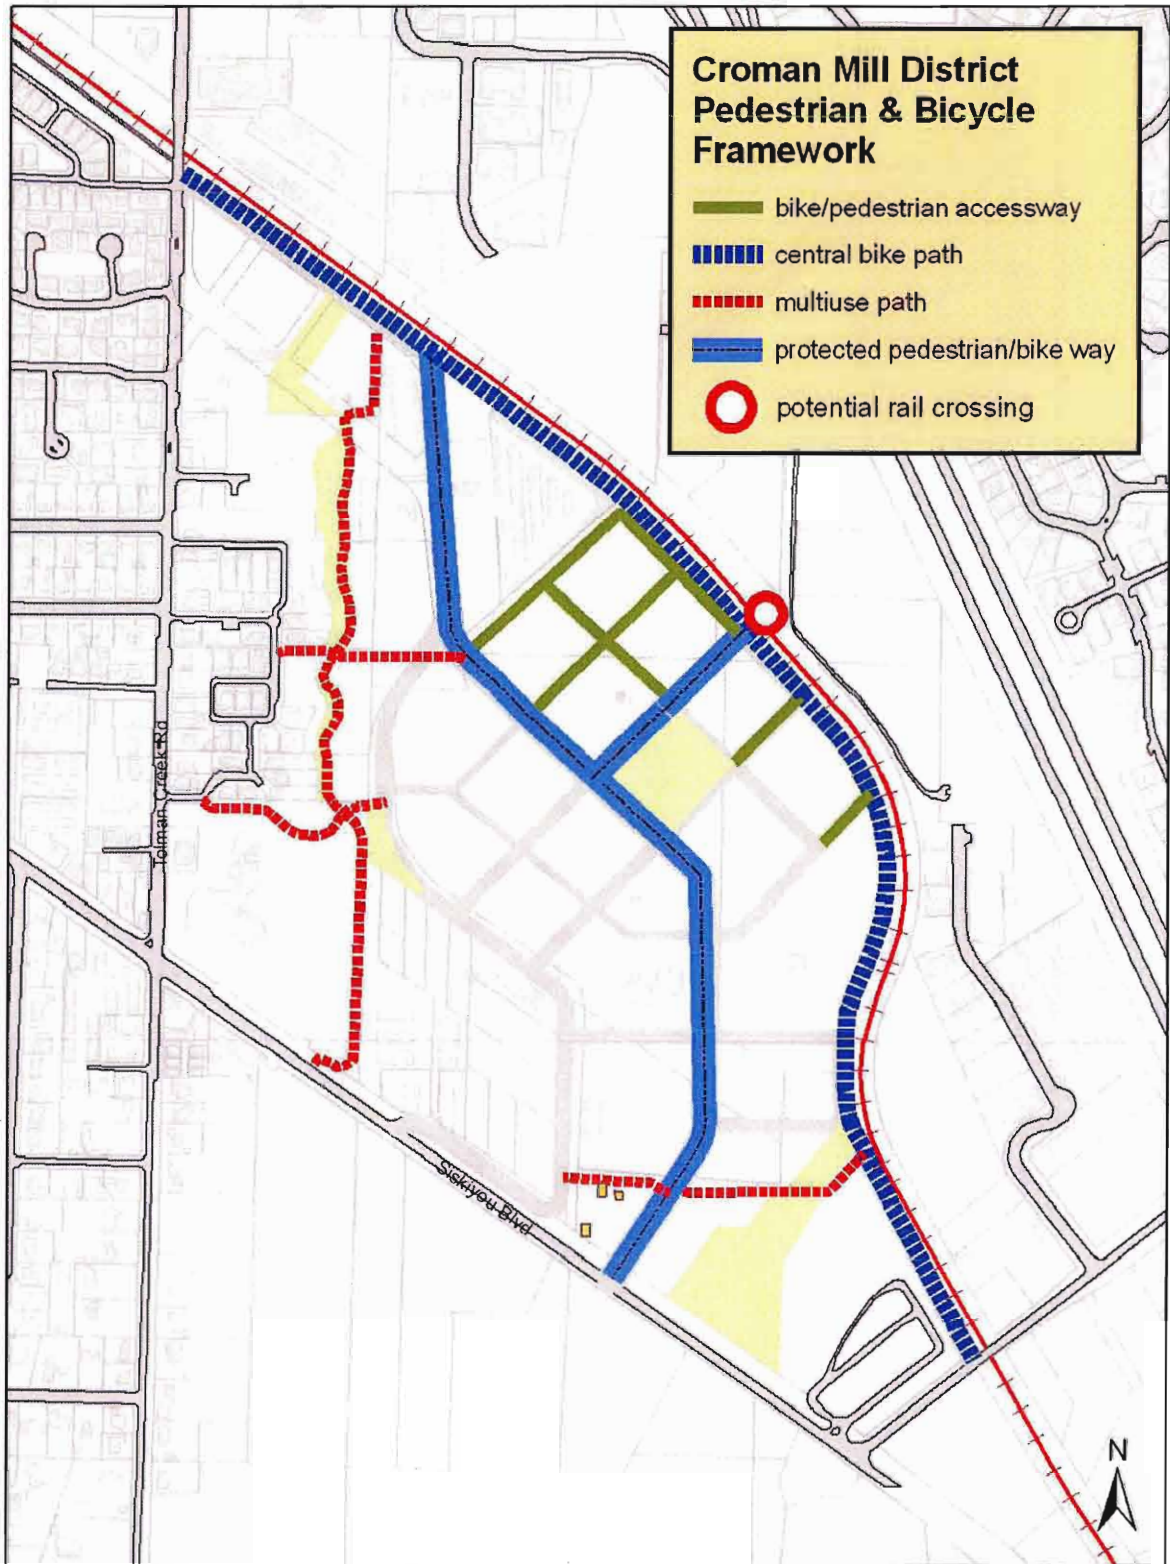 Croman Mill District
Pedestrian & Bicycle
Framework
bike/pedestrian accessway
central bike path
multiuse path
protected pedestrian/bike way
potential rail crossing
Tolman Creek Rd
Siskiyou Blvd
N